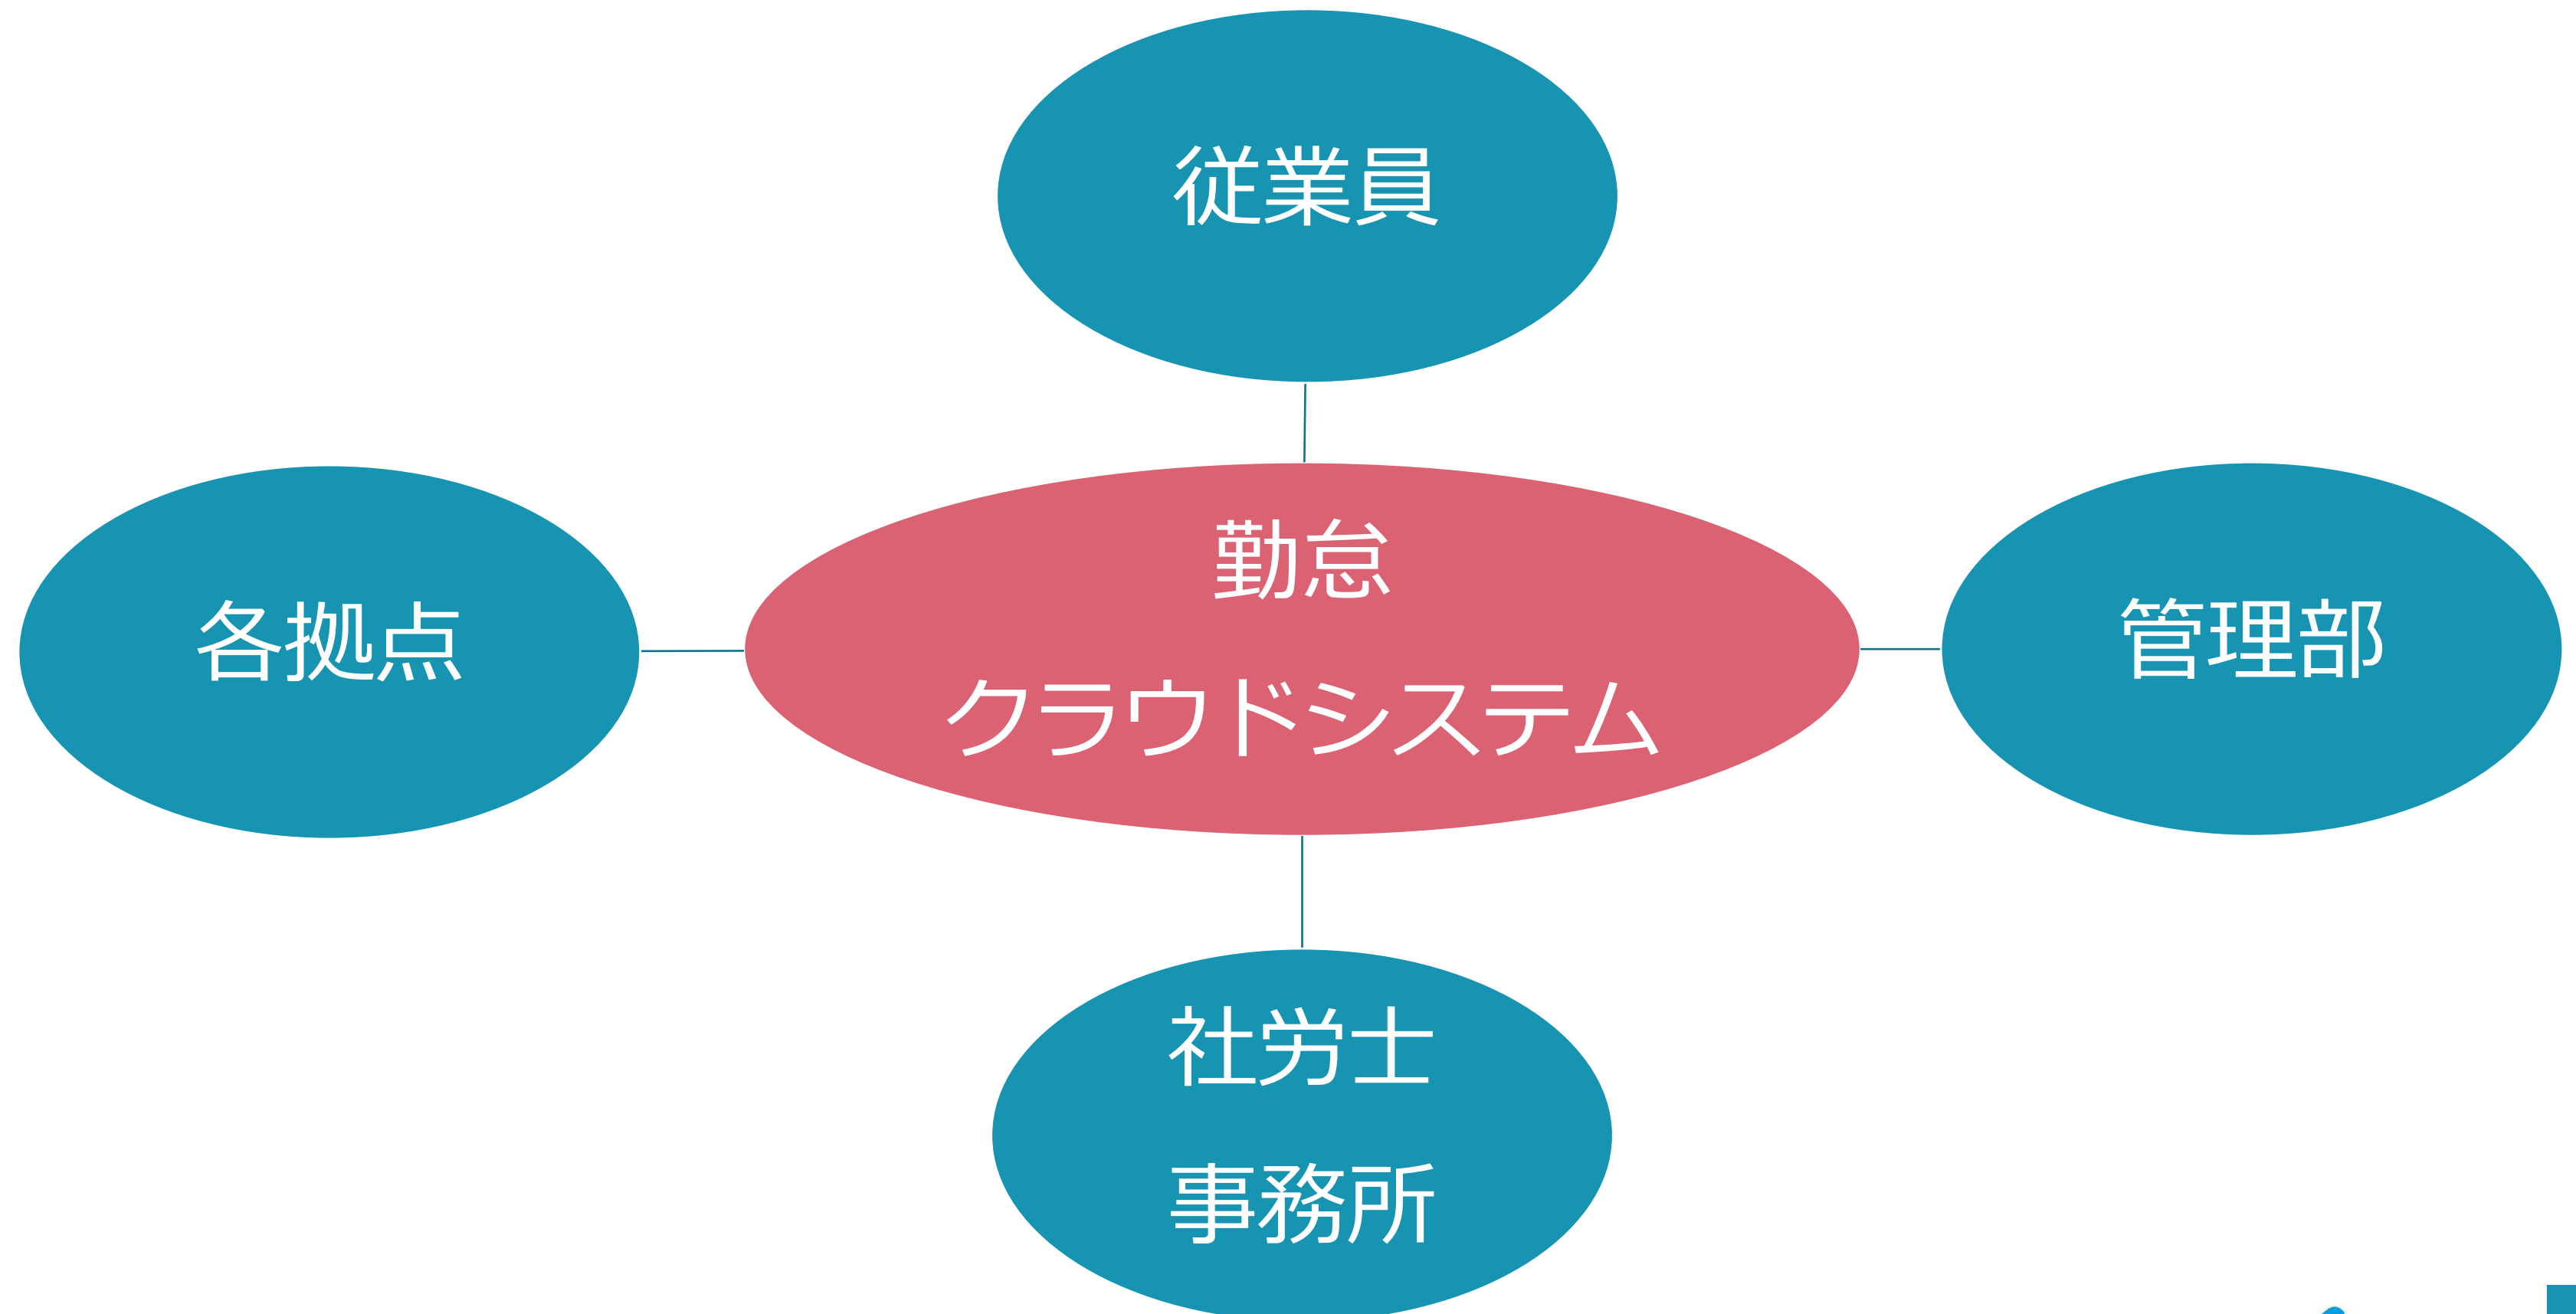 従業員
各拠点
勤怠
クラウドシステム
管理部
社労士
事務所